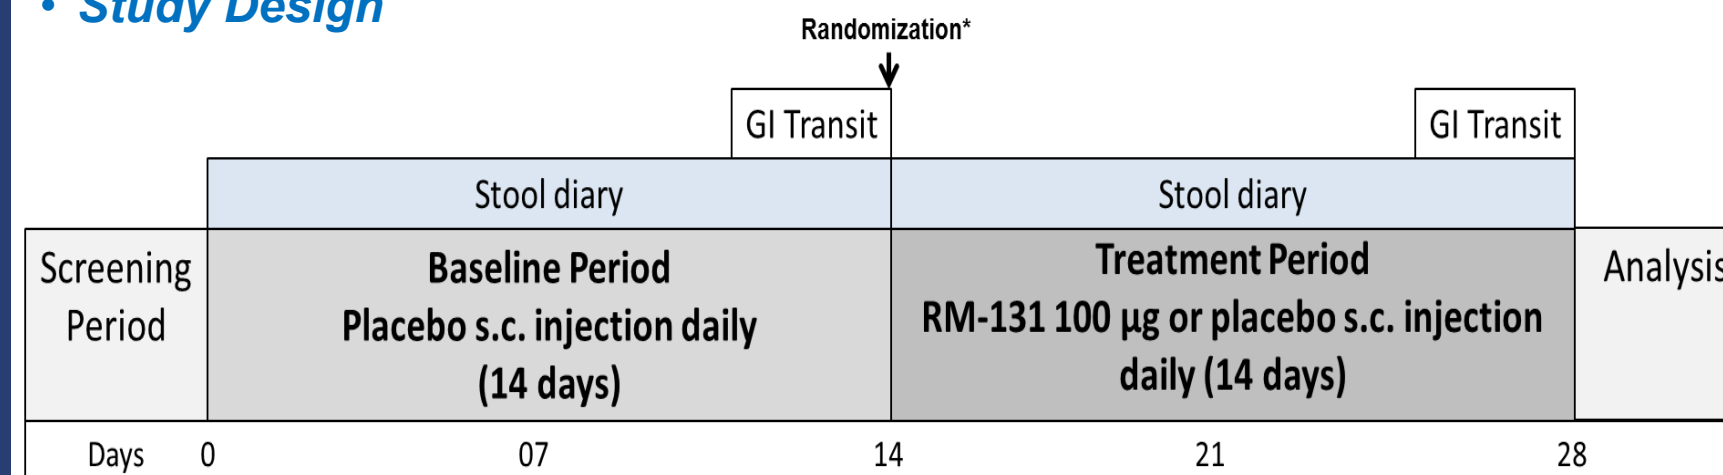 • Study Design
Randomization*
GI Transit
GI Transit
Stool diary
Stool diary
Screening
Period
Baseline Period
Placebo s.c. injection daily
(14 days)
Treatment Period
RM-131 100 µg or placebo s.c. injection
daily (14 days)
Analysis
Days 0 07 14 21 28